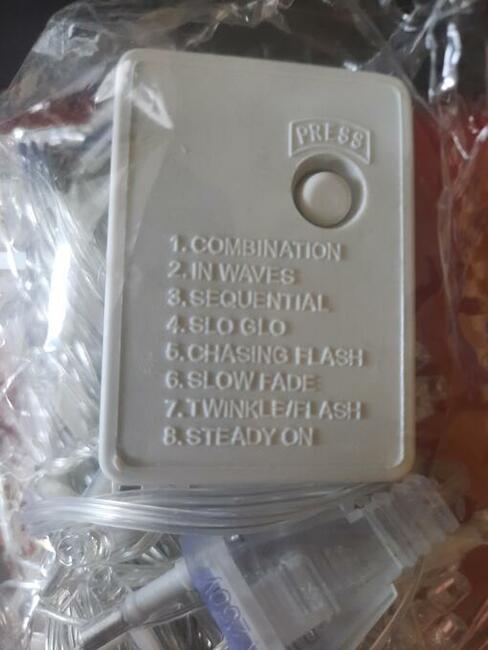 PRESS
1. COMBINATION
2. IN WAVES
3. SEQUENTIAL
4. SLO GLO
5. CHASING FLASH
6. SLOW FADE
7. TWINKLE/FLASH
8. STEADY ON